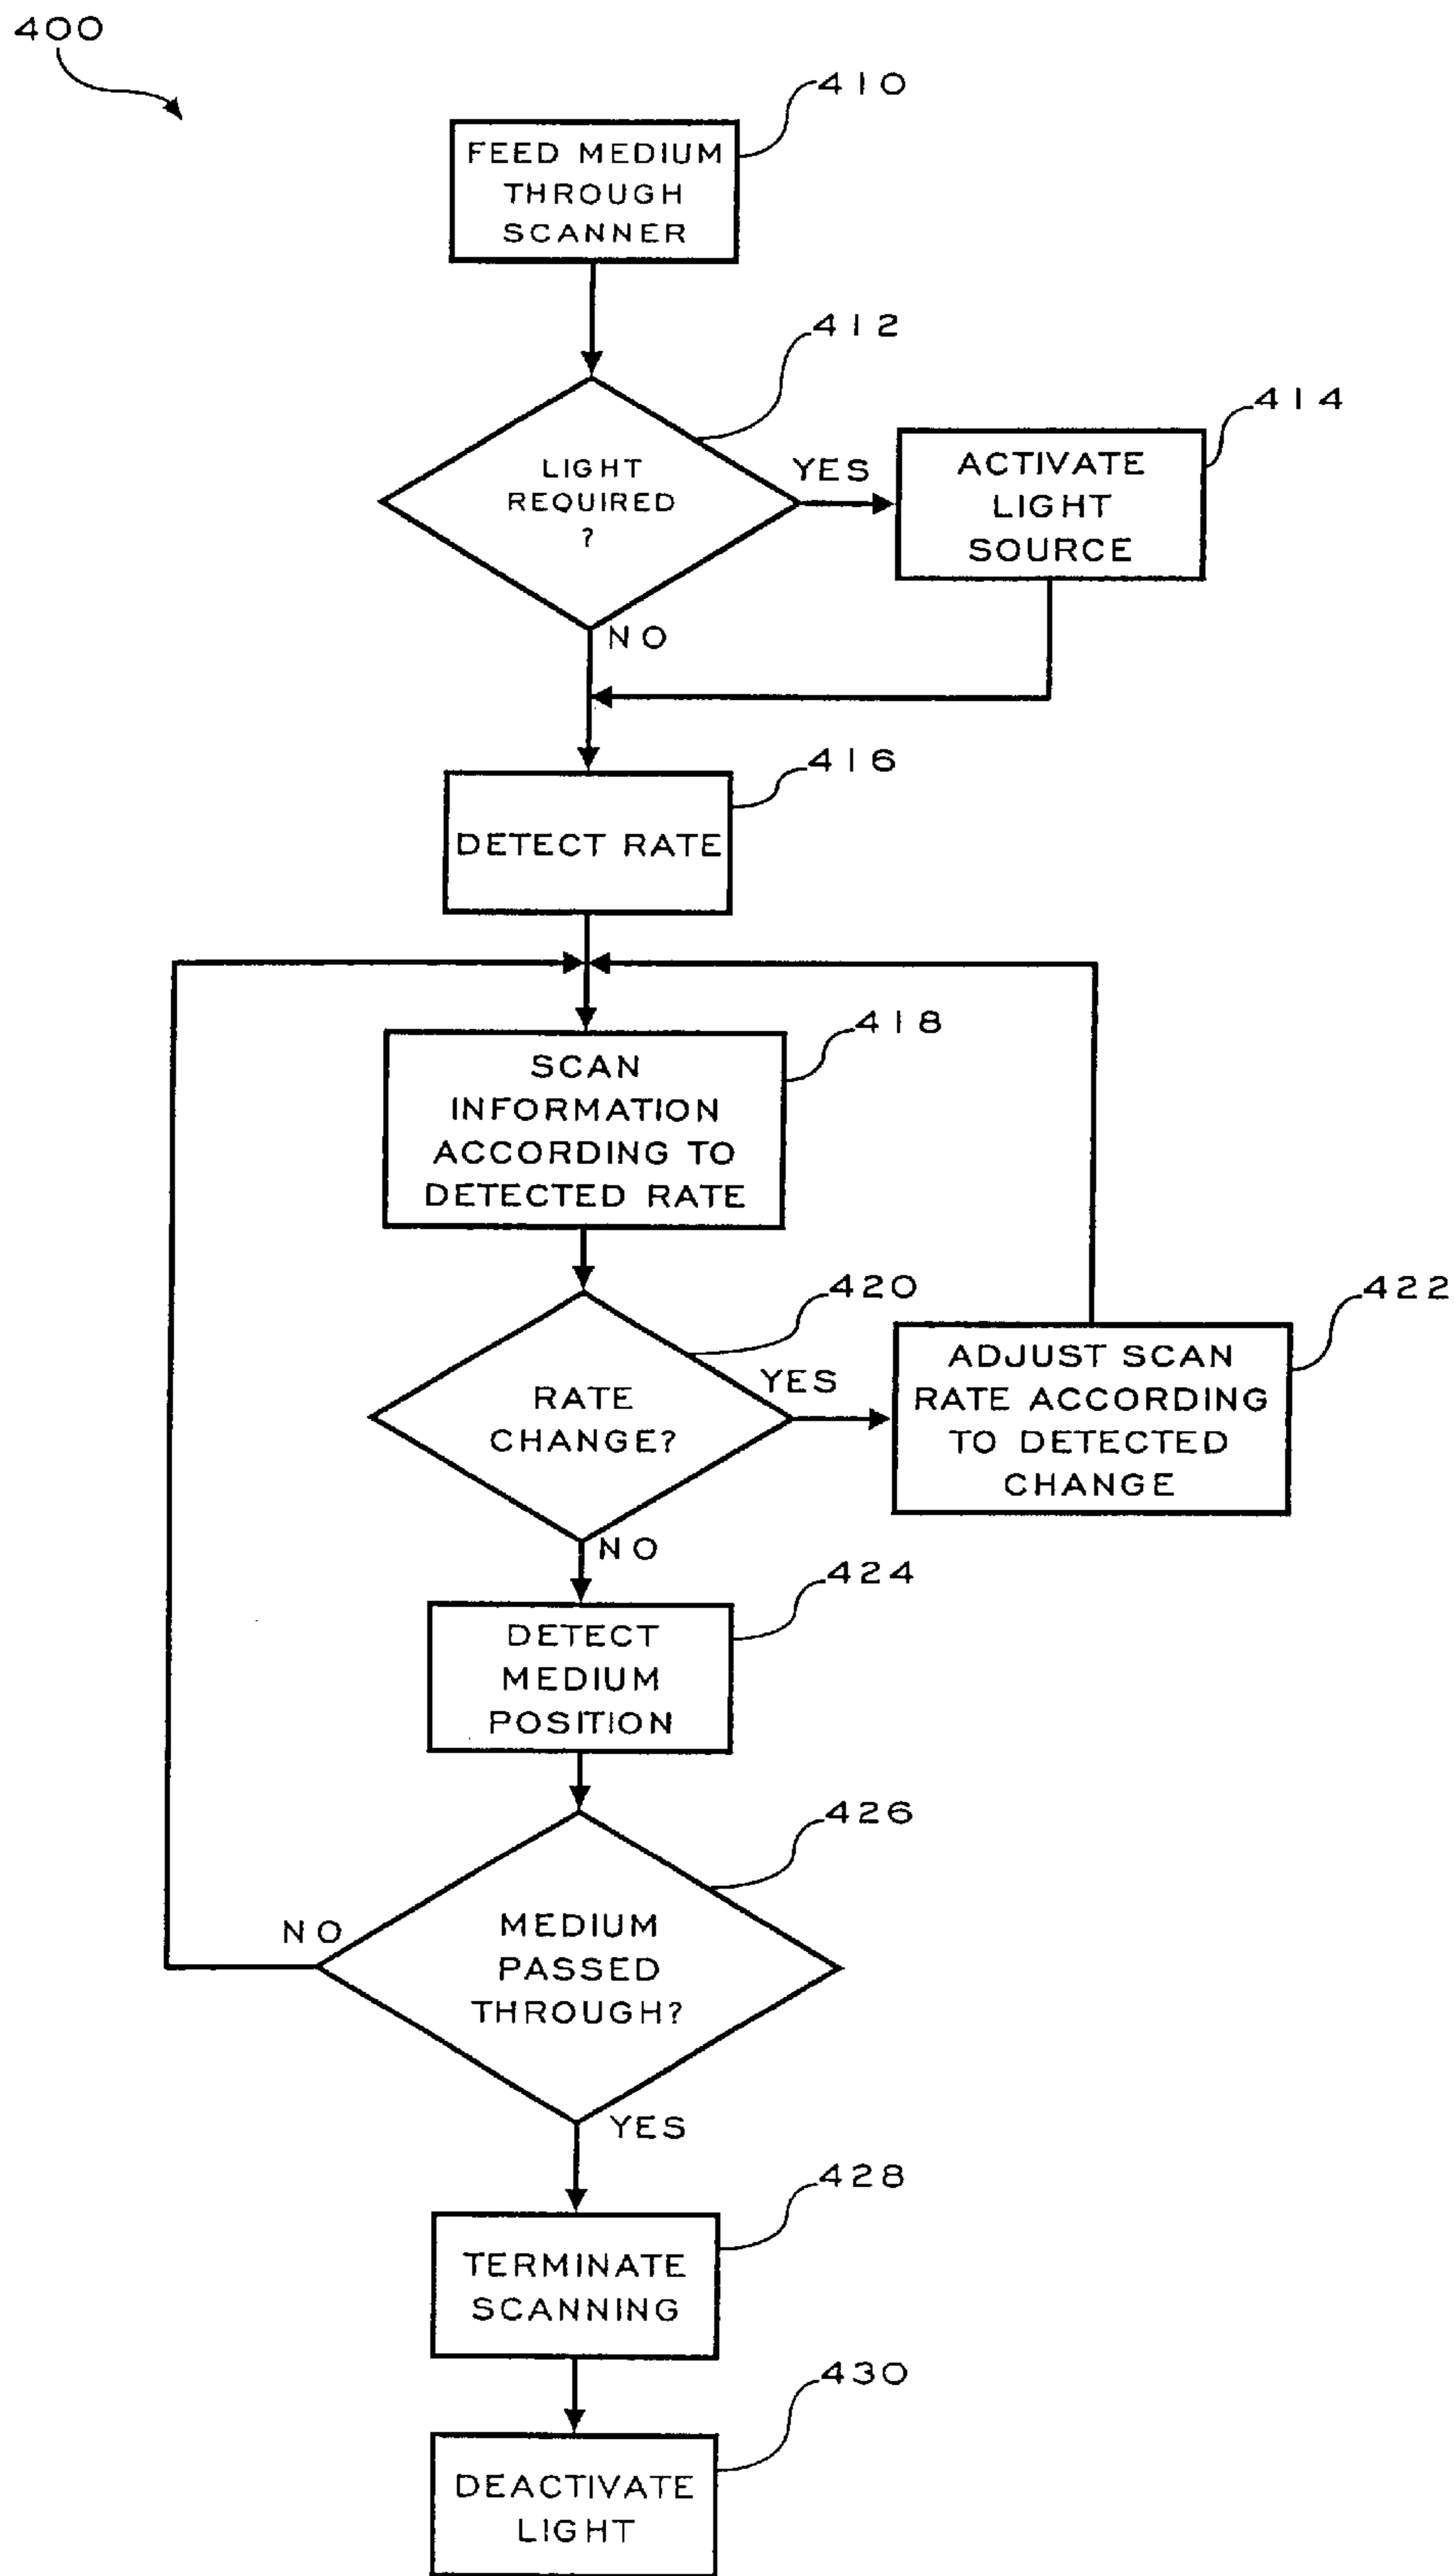 400
410
FEED MEDIUM
THROUGH
SCANNER
412
LIGHT
REQUIRED
?
YES
414
ACTIVATE
LIGHT
SOURCE
NO
416
DETECT RATE
418
SCAN
INFORMATION
ACCORDING TO
DETECTED RATE
420
RATE
CHANGE?
YES
422
ADJUST SCAN
RATE ACCORDING
TO DETECTED
CHANGE
NO
424
DETECT
MEDIUM
POSITION
426
MEDIUM
PASSED
THROUGH?
NO
YES
428
TERMINATE
SCANNING
430
DEACTIVATE
LIGHT